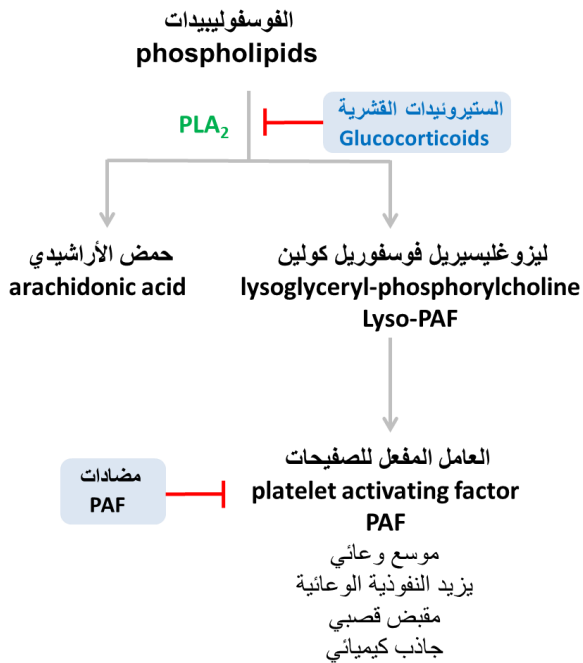 الفوسفوليبيدات
phospholipids
PLA₂
الستيروئيدات القشرية
Glucocorticoids
حمض الأراشيدي
arachidonic acid
ليزوغليسيريل فوسفوريل كولين
lysoglyceryl-phosphorylcholine
Lyso-PAF
مضادات
PAF
العامل المفعل للصفيحات
platelet activating factor
PAF
موسع وعائي
يزيد النفوذية الوعائية
مقبض قصبي
جاذب كيميائي